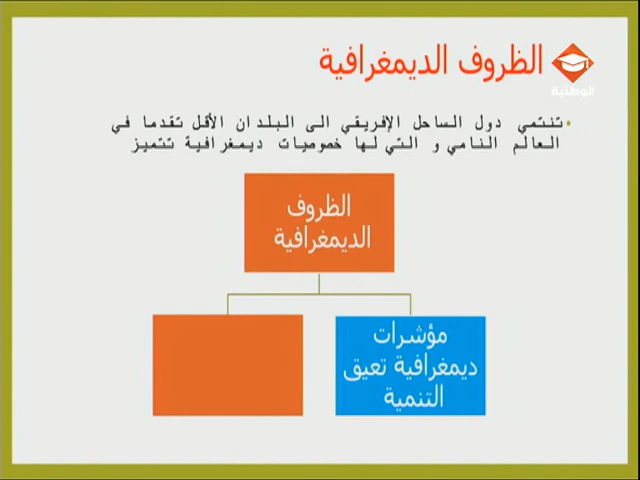 الظروف الديمغرافية
الوطنية
تنتمي دول الساحل الإفريقي الى البلدان الأقل تقدما في
العالم النامي و التي لها خصوصيات ديمغرافية تتميز
الظروف
الديمغرافية
مؤشرات
ديمغرافية تعيق
التنمية